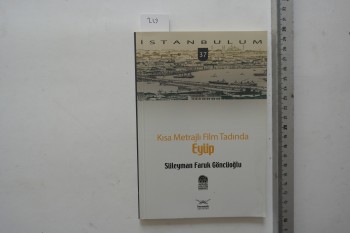 İSTANBULUM
37
Kısa Metrajlı Film Tadında
Eyüp
Süleyman Faruk Göncüoğlu